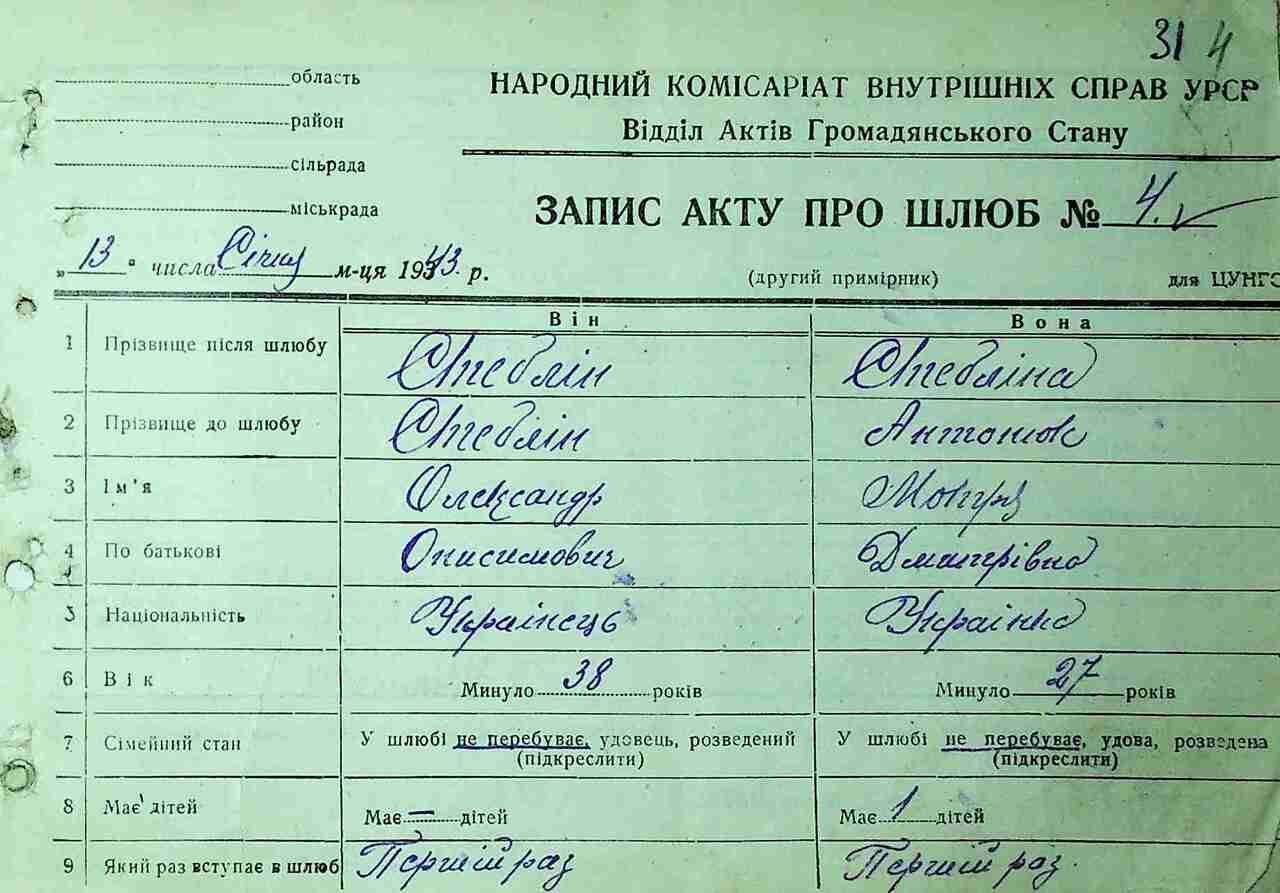 31 4
область
район
сільрада
міськрада
НАРОДНИЙ КОМІСАРІАТ ВНУТРІШНІХ СПРАВ УРСР
Відділ Актів Громадянського Стану
ЗАПИС АКТУ ПРО ШЛЮБ № 4.
„ 13 " числа Січня м-ця 1943. р.
(другий примірник)
для ЦУНГО
Він Вона
1 Прізвище після шлюбу Стеблін Стебліна
2 Прізвище до шлюбу Стеблін Антонюк
3 Ім'я Олександр
4 По батькові Онисимович Дмитрівна
5 Національність Українець Українка
6 Вік Минуло 38 років Минуло 27 років
7 Сімейний стан У шлюбі не перебуває, удовець, розведений У шлюбі не перебуває, удова, розведена
(підкреслити) (підкреслити)
8 Має дітей Має — дітей Має 1 дітей
9 Який раз вступає в шлюб Перший раз Перший раз.